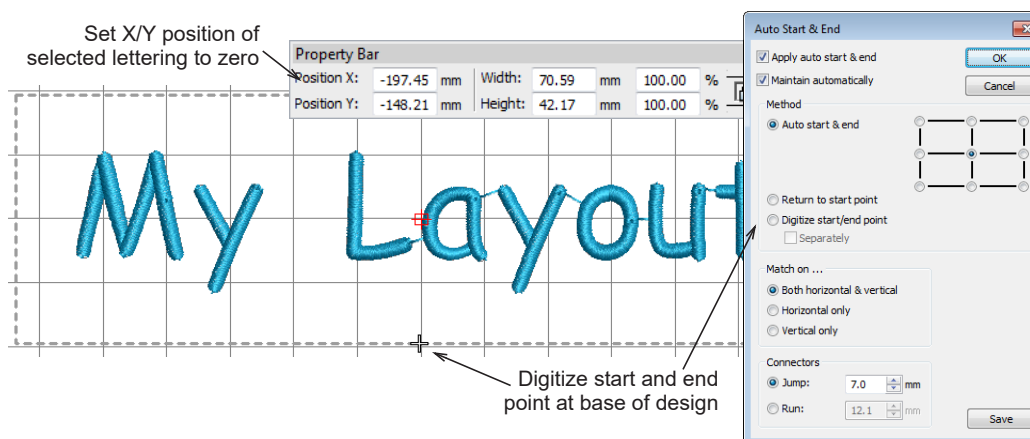 Set X/Y position of
selected lettering to zero
Property Bar
Position X: -197.45 mm Width: 70.59 mm 100.00 %
Position Y: -148.21 mm Height: 42.17 mm 100.00 %
My Layout
Digitize start and end
point at base of design
Auto Start & End
Apply auto start & end
OK
Maintain automatically
Cancel
Method
Auto start & end
Return to start point
Digitize start/end point
Separately
Match on ...
Both horizontal & vertical
Horizontal only
Vertical only
Connectors
Jump: 7.0 mm
Run: 12.1 mm
Save